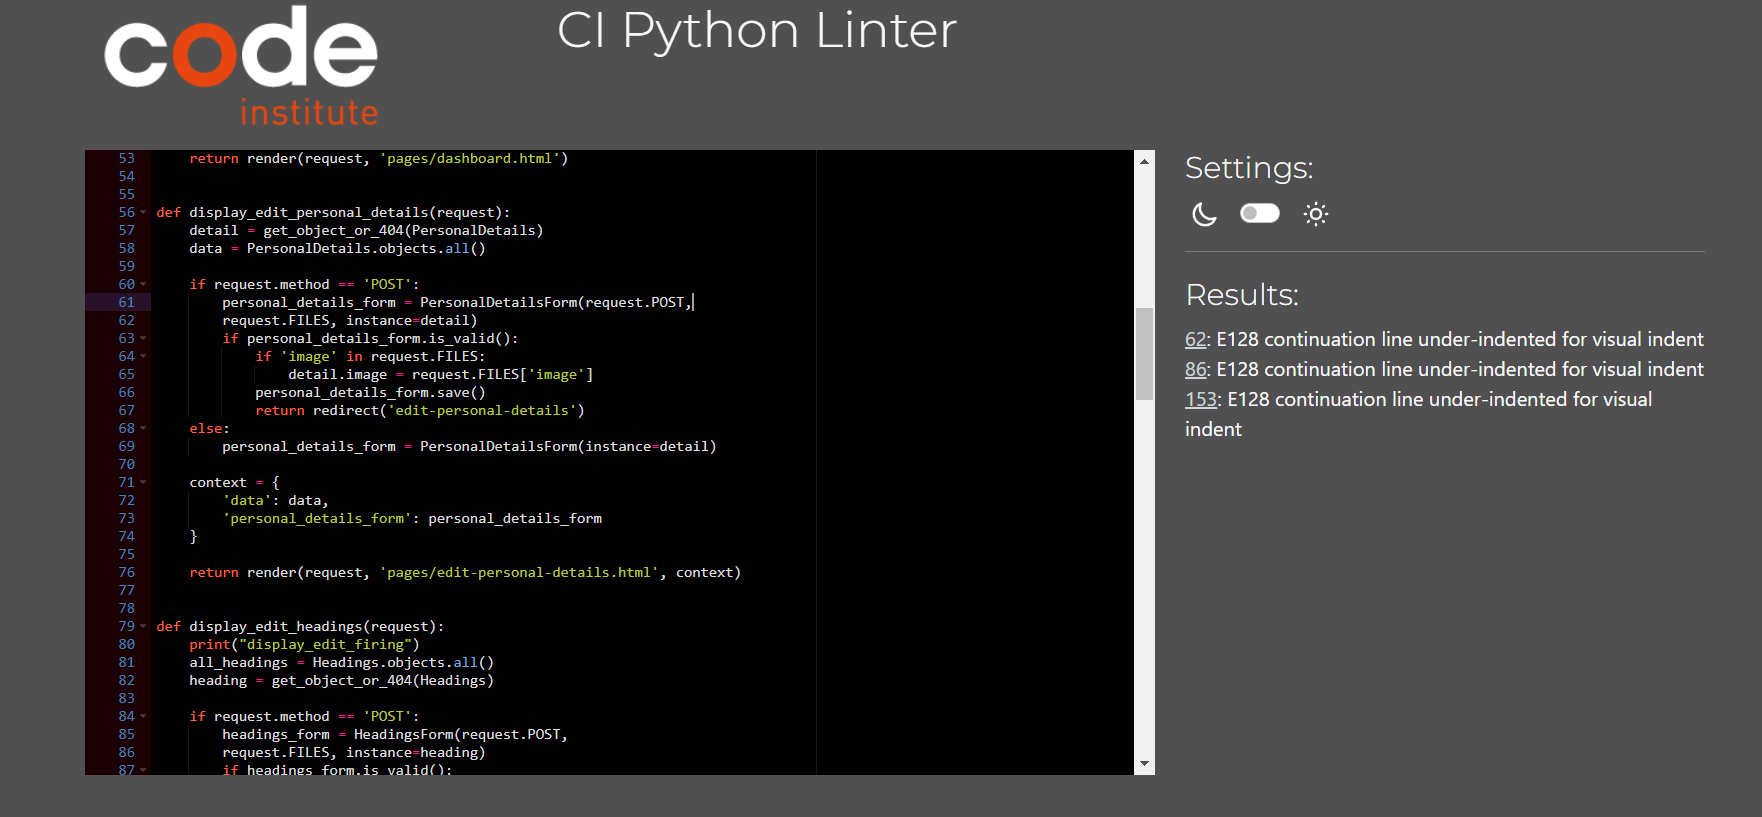 code
institute
CI Python Linter
53 return render(request, 'pages/dashboard.html')
54
55
56 def display_edit_personal_details(request):
57 detail = get_object_or_404(PersonalDetails)
58 data = PersonalDetails.objects.all()
59
60 if request.method == 'POST':
61 personal_details_form = PersonalDetailsForm(request.POST,
62 request.FILES, instance=detail)
63 if personal_details_form.is_valid():
64 if 'image' in request.FILES:
65 detail.image = request.FILES['image']
66 personal_details_form.save()
67 return redirect('edit-personal-details')
68 else:
69 personal_details_form = PersonalDetailsForm(instance=detail)
70
71 context = {
72 'data': data,
73 'personal_details_form': personal_details_form
74 }
75
76 return render(request, 'pages/edit-personal-details.html', context)
77
78
79 def display_edit_headings(request):
80 print("display_edit_firing")
81 all_headings = Headings.objects.all()
82 heading = get_object_or_404(Headings)
83
84 if request.method == 'POST':
85 headings_form = HeadingsForm(request.POST,
86 request.FILES, instance=heading)
87 if headings_form.is_valid():
Settings:
Results:
62: E128 continuation line under-indented for visual indent
86: E128 continuation line under-indented for visual indent
153: E128 continuation line under-indented for visual
indent